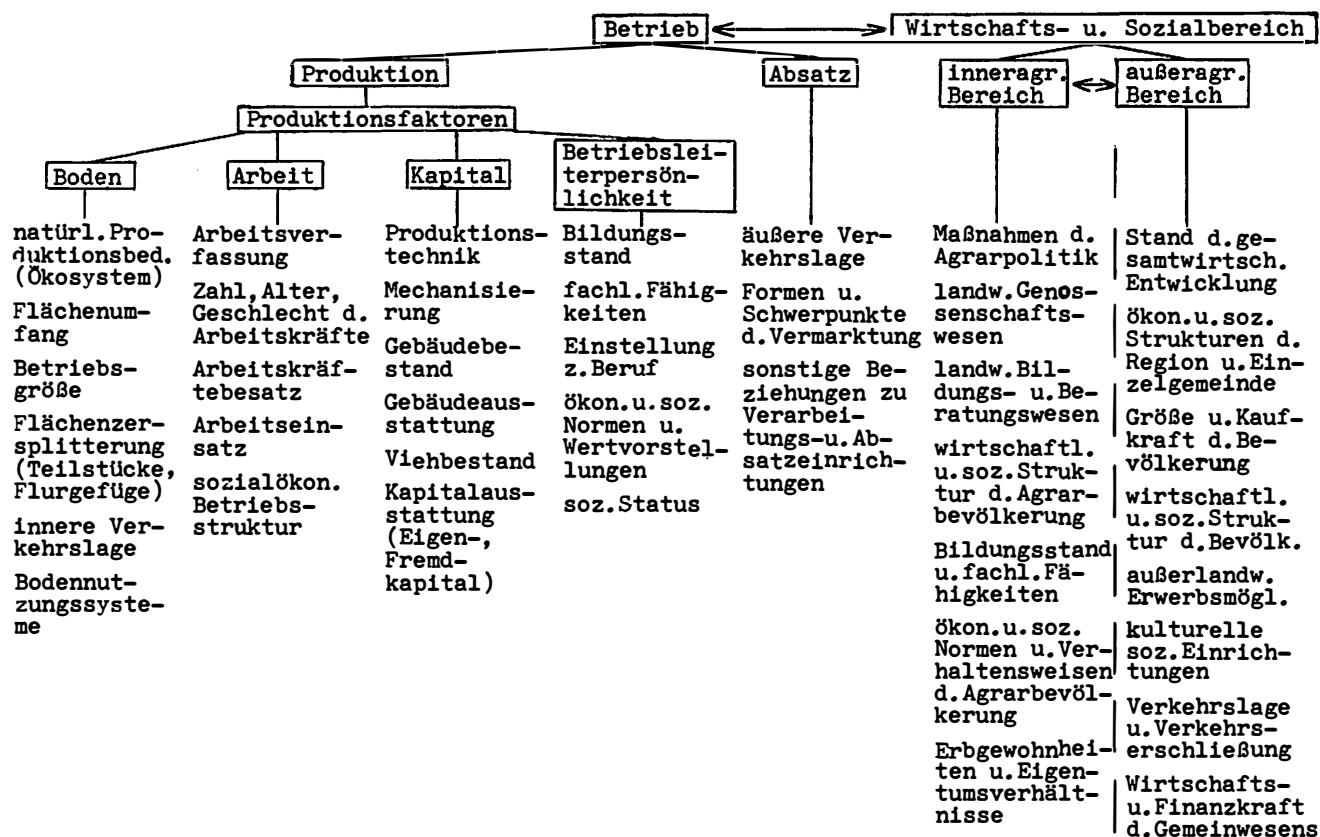 Betrieb
Wirtschafts- u. Sozialbereich
Produktion
Absatz
inneragr.
Bereich
außeragr.
Bereich
Produktionsfaktoren
Boden
Arbeit
Kapital
Betriebslei-
terpersön-
lichkeit
natürl.Pro-
duktionsbed.
(Ökosystem)
Flächenum-
fang
Betriebs-
größe
Flächenzer-
splitterung
(Teilstücke,
Flurgefüge)
innere Ver-
kehrslage
Bodennut-
zungssyste-
me
Arbeitsver-
fassung
Zahl,Alter,
Geschlecht d.
Arbeitskräfte
Arbeitskräf-
tebesatz
Arbeitsein-
satz
sozialökon.
Betriebs-
struktur
Produktions-
technik
Mechanisie-
rung
Gebäudebe-
stand
Gebäudeaus-
stattung
Viehbestand
Kapitalaus-
stattung
(Eigen-,
Fremd-
kapital)
Bildungs-
stand
fachl.Fähig-
keiten
Einstellung
z.Beruf
ökon.u.soz.
Normen u.
Wertvorstel-
lungen
soz.Status
äußere Ver-
kehrslage
Formen u.
Schwerpunkte
d.Vermarktung
sonstige Be-
ziehungen zu
Verarbei-
tungs-u.Ab-
satzeinrich-
tungen
Maßnahmen d.
Agrarpolitik
landw.Genos-
senschafts-
wesen
landw.Bil-
dungs- u.Be-
ratungswesen
wirtschaftl.
u.soz.Struk-
tur d.Agrar-
bevölkerung
Bildungsstand
u.fachl.Fä-
higkeiten
ökon.u.soz.
Normen u.Ver-
haltensweisen
d.Agrarbevöl-
kerung
Erbgewohnhei-
ten u.Eigen-
tumsverhält-
nisse
Stand d.ge-
samtwirtsch.
Entwicklung
ökon.u.soz.
Strukturen d.
Region u.Ein-
zelgemeinde
Größe u.Kauf-
kraft d.Be-
völkerung
wirtschaftl.
u.soz.Struk-
tur d.Bevölk.
außerlandw.
Erwerbsmögl.
kulturelle
soz.Einrich-
tungen
Verkehrslage
u.Verkehrs-
erschließung
Wirtschafts-
u.Finanzkraft
d.Gemeinwesens